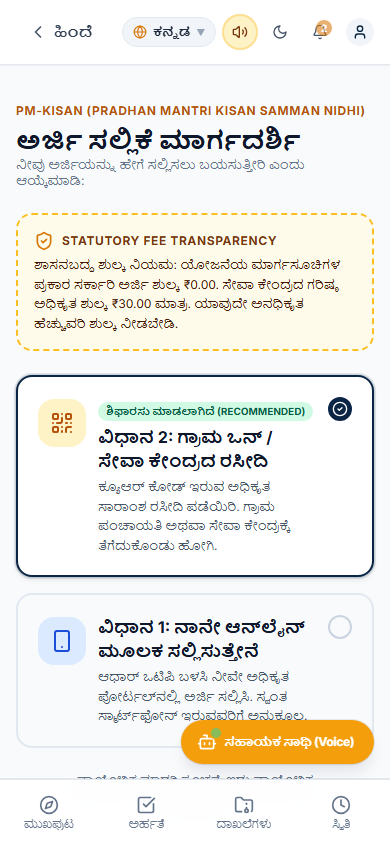 ಹಿಂದೆ
ಕನ್ನಡ
PM-KISAN (PRADHAN MANTRI KISAN SAMMAN NIDHI)
ಅರ್ಜಿ ಸಲ್ಲಿಕೆ ಮಾರ್ಗದರ್ಶಿ
ನೀವು ಅರ್ಜಿಯನ್ನು ಹೇಗೆ ಸಲ್ಲಿಸಲು ಬಯಸುತ್ತೀರಿ ಎಂದು
ಆಯ್ಕೆಮಾಡಿ:
STATUTORY FEE TRANSPARENCY
ಶಾಸನಬದ್ಧ ಶುಲ್ಕ ನಿಯಮ: ಯೋಜನೆಯ ಮಾರ್ಗಸೂಚಿಗಳ
ಪ್ರಕಾರ ಸರ್ಕಾರಿ ಅರ್ಜಿ ಶುಲ್ಕ ₹0.00. ಸೇವಾ ಕೇಂದ್ರದ ಗರಿಷ್ಠ
ಅಧಿಕೃತ ಶುಲ್ಕ ₹30.00 ಮಾತ್ರ. ಯಾವುದೇ ಅನಧಿಕೃತ
ಹೆಚ್ಚುವರಿ ಶುಲ್ಕ ನೀಡಬೇಡಿ.
ಶಿಫಾರಸು ಮಾಡಲಾಗಿದೆ (RECOMMENDED)
ವಿಧಾನ 2: ಗ್ರಾಮ ಒನ್ /
ಸೇವಾ ಕೇಂದ್ರದ ರಸೀದಿ
ಕ್ಯೂಆರ್ ಕೋಡ್ ಇರುವ ಅಧಿಕೃತ
ಸಾರಾಂಶ ರಸೀದಿ ಪಡೆಯಿರಿ. ಗ್ರಾಮ
ಪಂಚಾಯತಿ ಅಥವಾ ಸೇವಾ ಕೇಂದ್ರಕ್ಕೆ
ತೆಗೆದುಕೊಂಡು ಹೋಗಿ.
ವಿಧಾನ 1: ನಾನೇ ಆನ್‌ಲೈನ್
ಮೂಲಕ ಸಲ್ಲಿಸುತ್ತೇನೆ
ಆಧಾರ್ ಒಟಿಪಿ ಬಳಸಿ ನೀವೇ ಅಧಿಕೃತ
ಪೋರ್ಟಲ್‌ನಲ್ಲಿ ಅರ್ಜಿ ಸಲ್ಲಿಸಿ. ಸ್ವಂತ
ಸ್ಮಾರ್ಟ್‌ಫೋನ್ ಇರುವವರಿಗೆ ಅನುಕೂಲ.
ಸಹಾಯಕ ಸಾಥಿ (Voice)
ಮುಖಪುಟ
ಅರ್ಹತೆ
ದಾಖಲೆಗಳು
ಸ್ಥಿತಿ